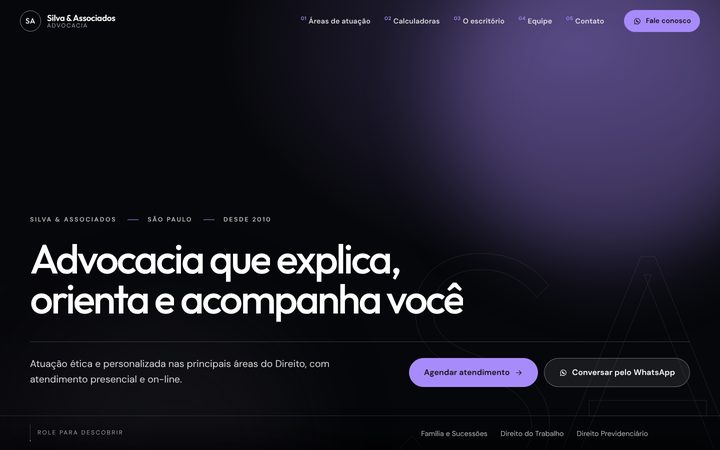 SA
Silva & Associados
ADVOCACIA
01 Áreas de atuação
02 Calculadoras
03 O escritório
04 Equipe
05 Contato
Fale conosco
SILVA & ASSOCIADOS — SÃO PAULO — DESDE 2010
Advocacia que explica,
orienta e acompanha você
Atuação ética e personalizada nas principais áreas do Direito, com
atendimento presencial e on-line.
Agendar atendimento →
Conversar pelo WhatsApp
SA
ROLE PARA DESCOBRIR
Família e Sucessões
Direito do Trabalho
Direito Previdenciário